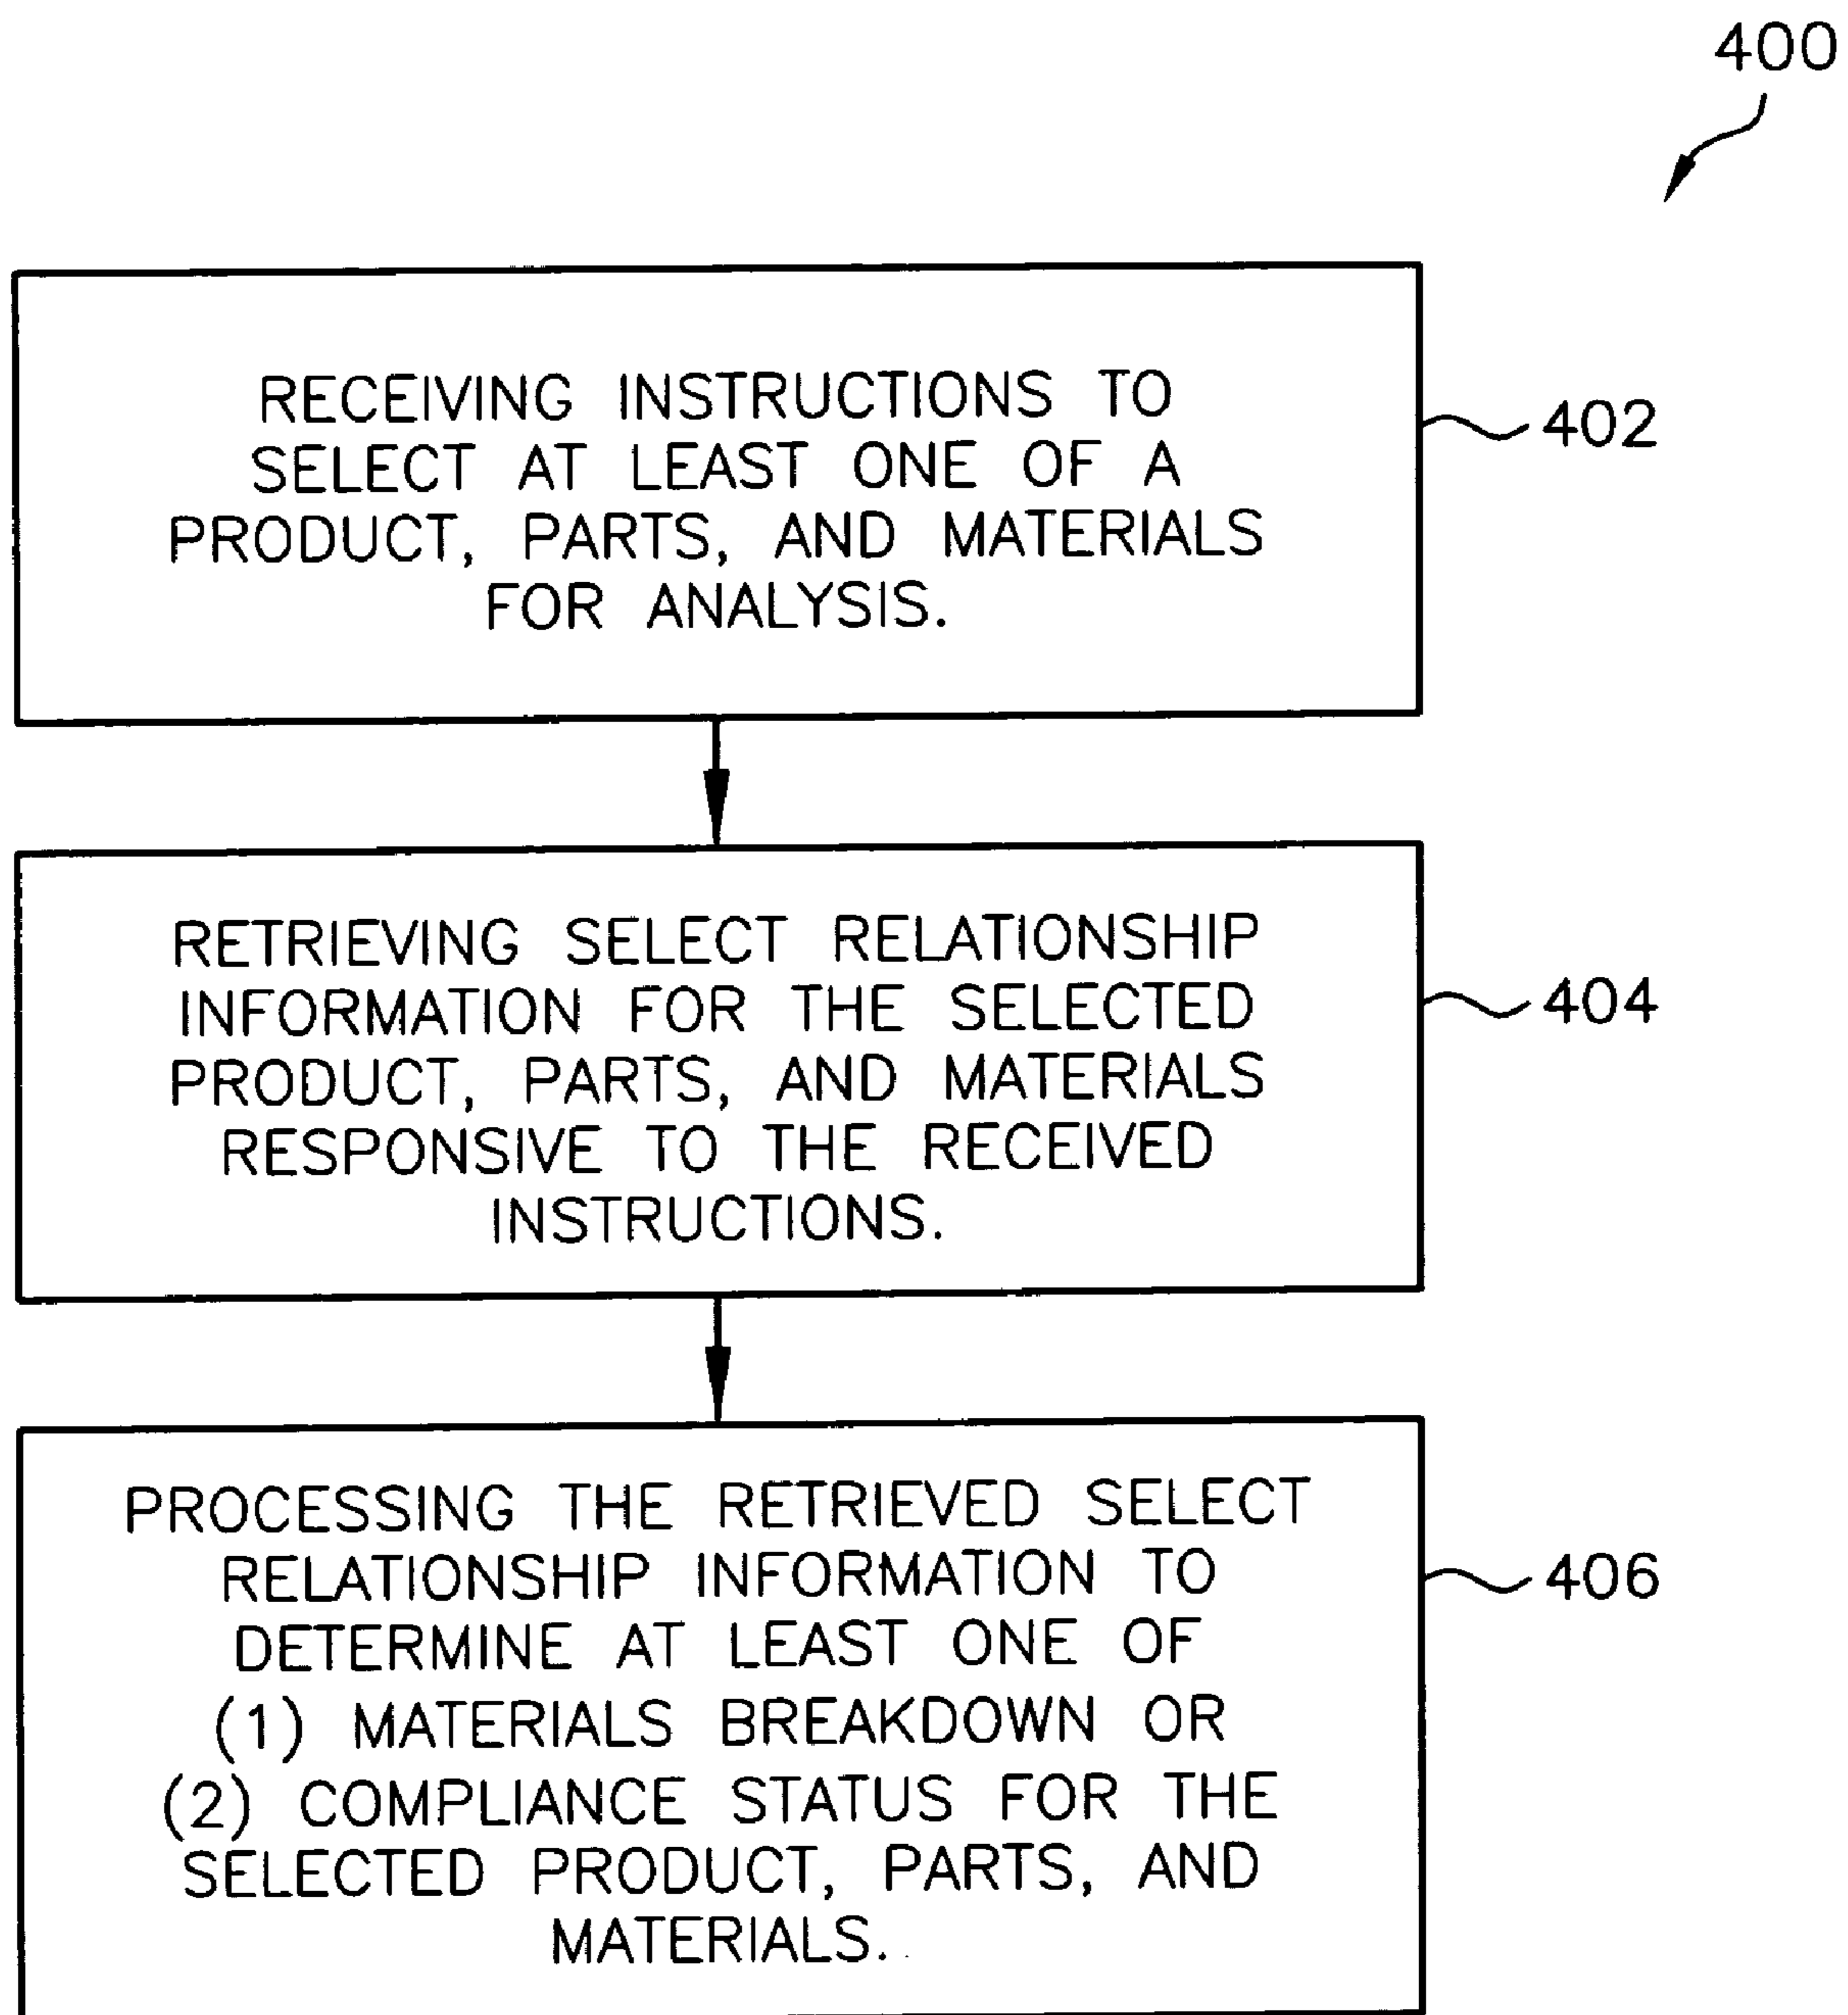 400
RECEIVING INSTRUCTIONS TO
SELECT AT LEAST ONE OF A
PRODUCT, PARTS, AND MATERIALS
FOR ANALYSIS.
402
RETRIEVING SELECT RELATIONSHIP
INFORMATION FOR THE SELECTED
PRODUCT, PARTS, AND MATERIALS
RESPONSIVE TO THE RECEIVED
INSTRUCTIONS.
404
PROCESSING THE RETRIEVED SELECT
RELATIONSHIP INFORMATION TO
DETERMINE AT LEAST ONE OF
(1) MATERIALS BREAKDOWN OR
(2) COMPLIANCE STATUS FOR THE
SELECTED PRODUCT, PARTS, AND
MATERIALS.
406